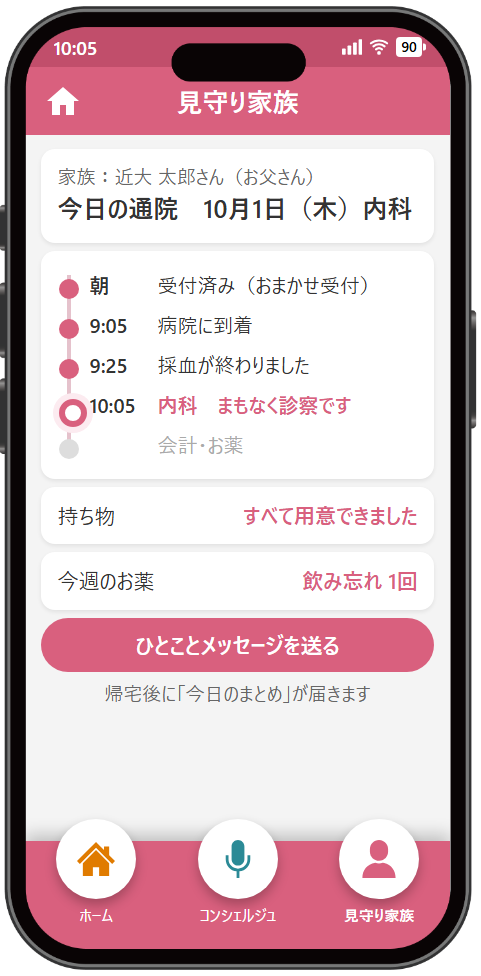 10:05
90
見守り家族
家族：近大 太郎さん（お父さん）
今日の通院　10月1日（木）内科
朝　受付済み（おまかせ受付）
9:05　病院に到着
9:25　採血が終わりました
10:05　内科　まもなく診察です
会計・お薬
持ち物　すべて用意できました
今週のお薬　飲み忘れ 1回
ひとことメッセージを送る
帰宅後に「今日のまとめ」が届きます
ホーム　コンシェルジュ　見守り家族